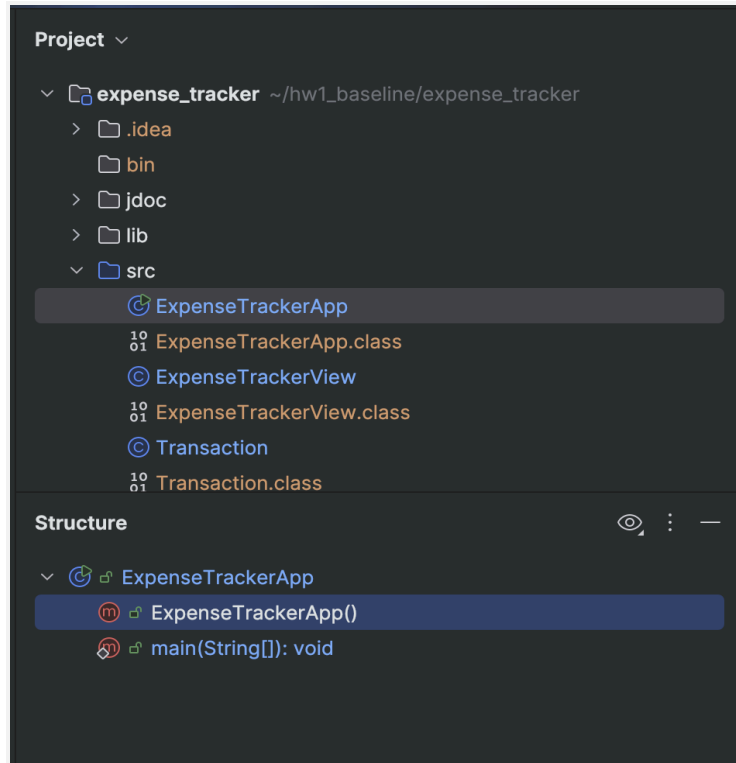 Project
expense_tracker ~/hw1_baseline/expense_tracker
.idea
bin
jdoc
lib
src
ExpenseTrackerApp
ExpenseTrackerApp.class
ExpenseTrackerView
ExpenseTrackerView.class
Transaction
Transaction.class
Structure
ExpenseTrackerApp
ExpenseTrackerApp()
main(String[]): void